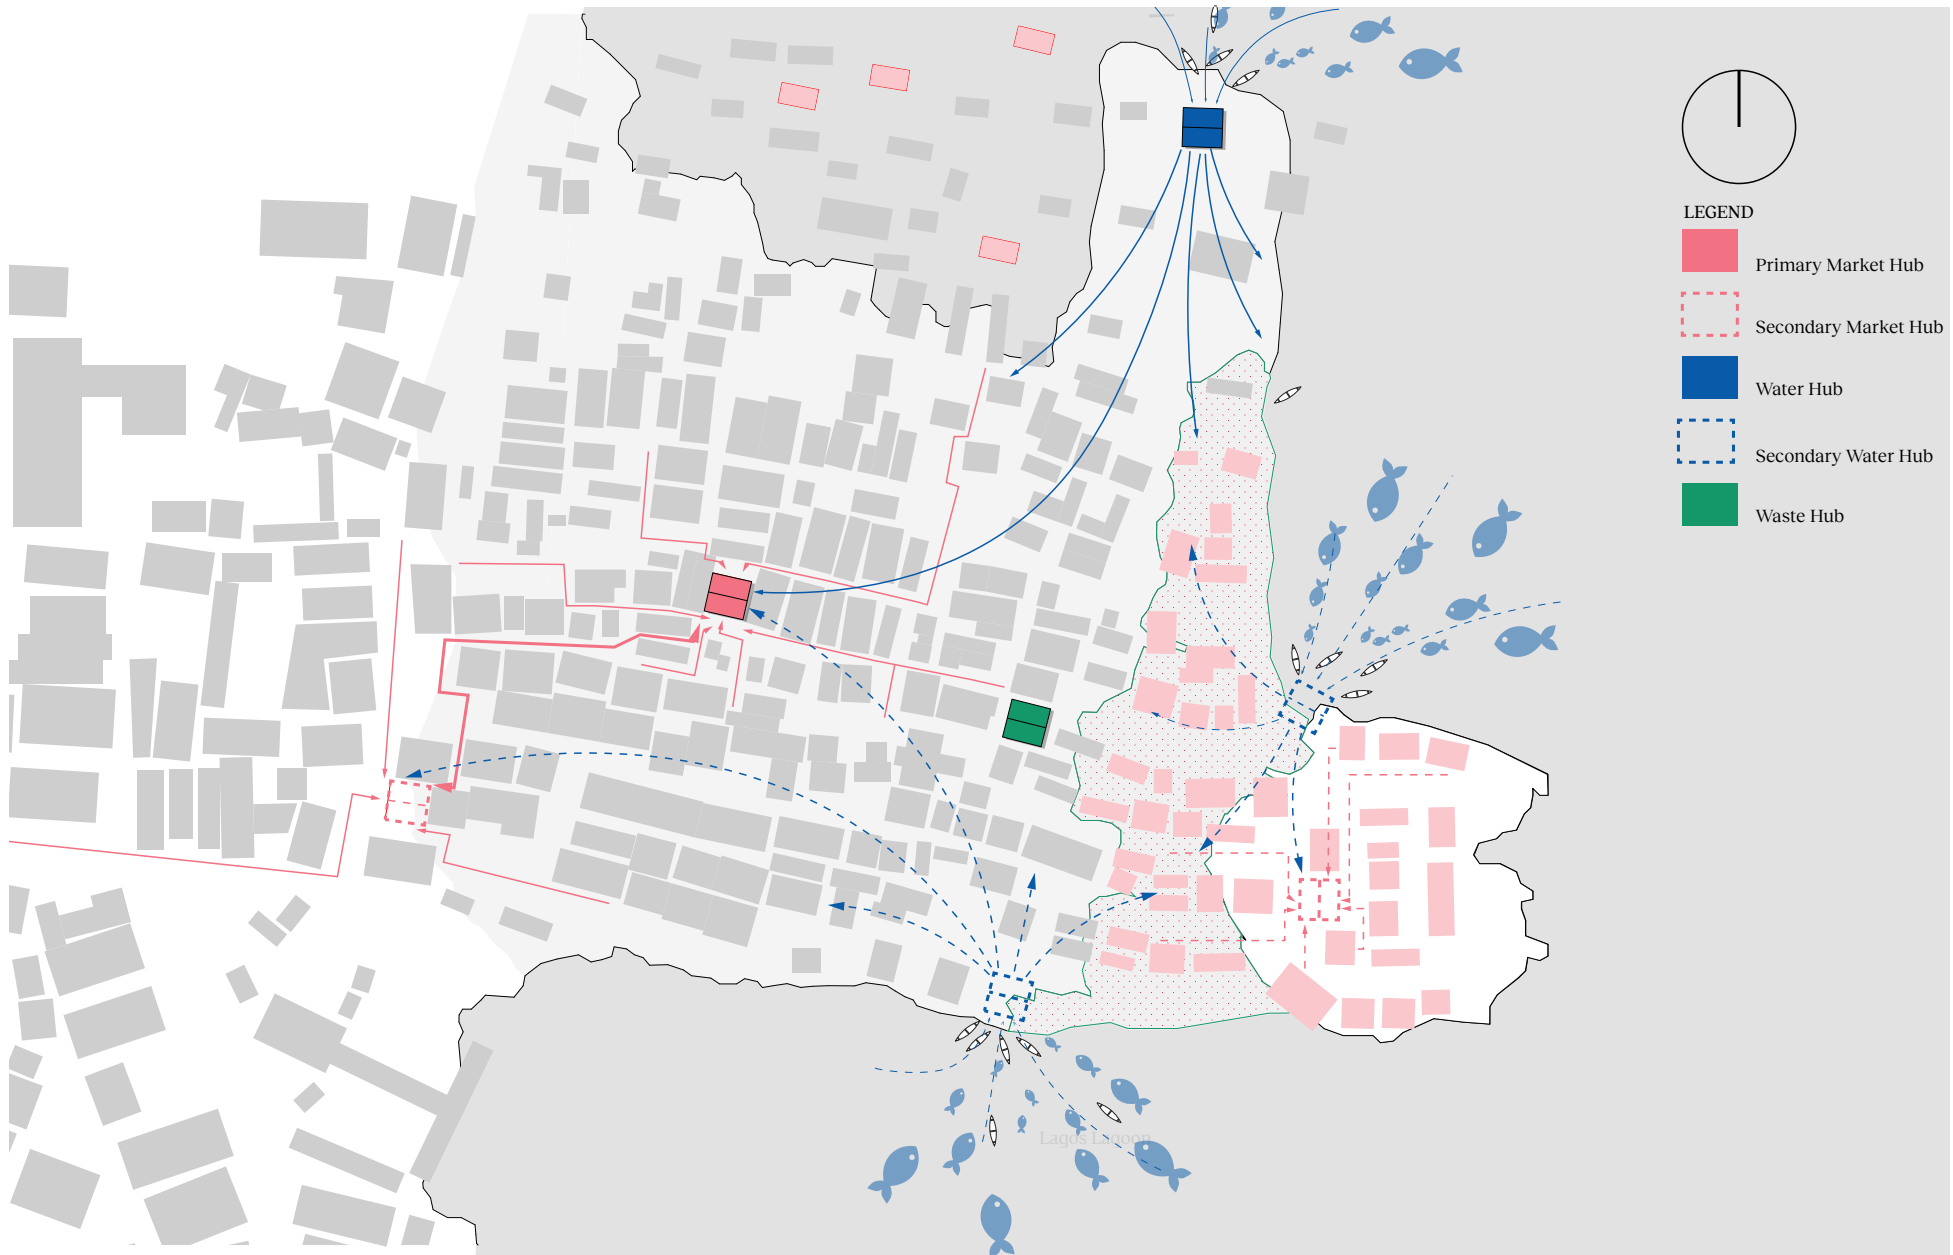 LEGEND
Primary Market Hub
Secondary Market Hub
Water Hub
Secondary Water Hub
Waste Hub
Lagos Lagoon